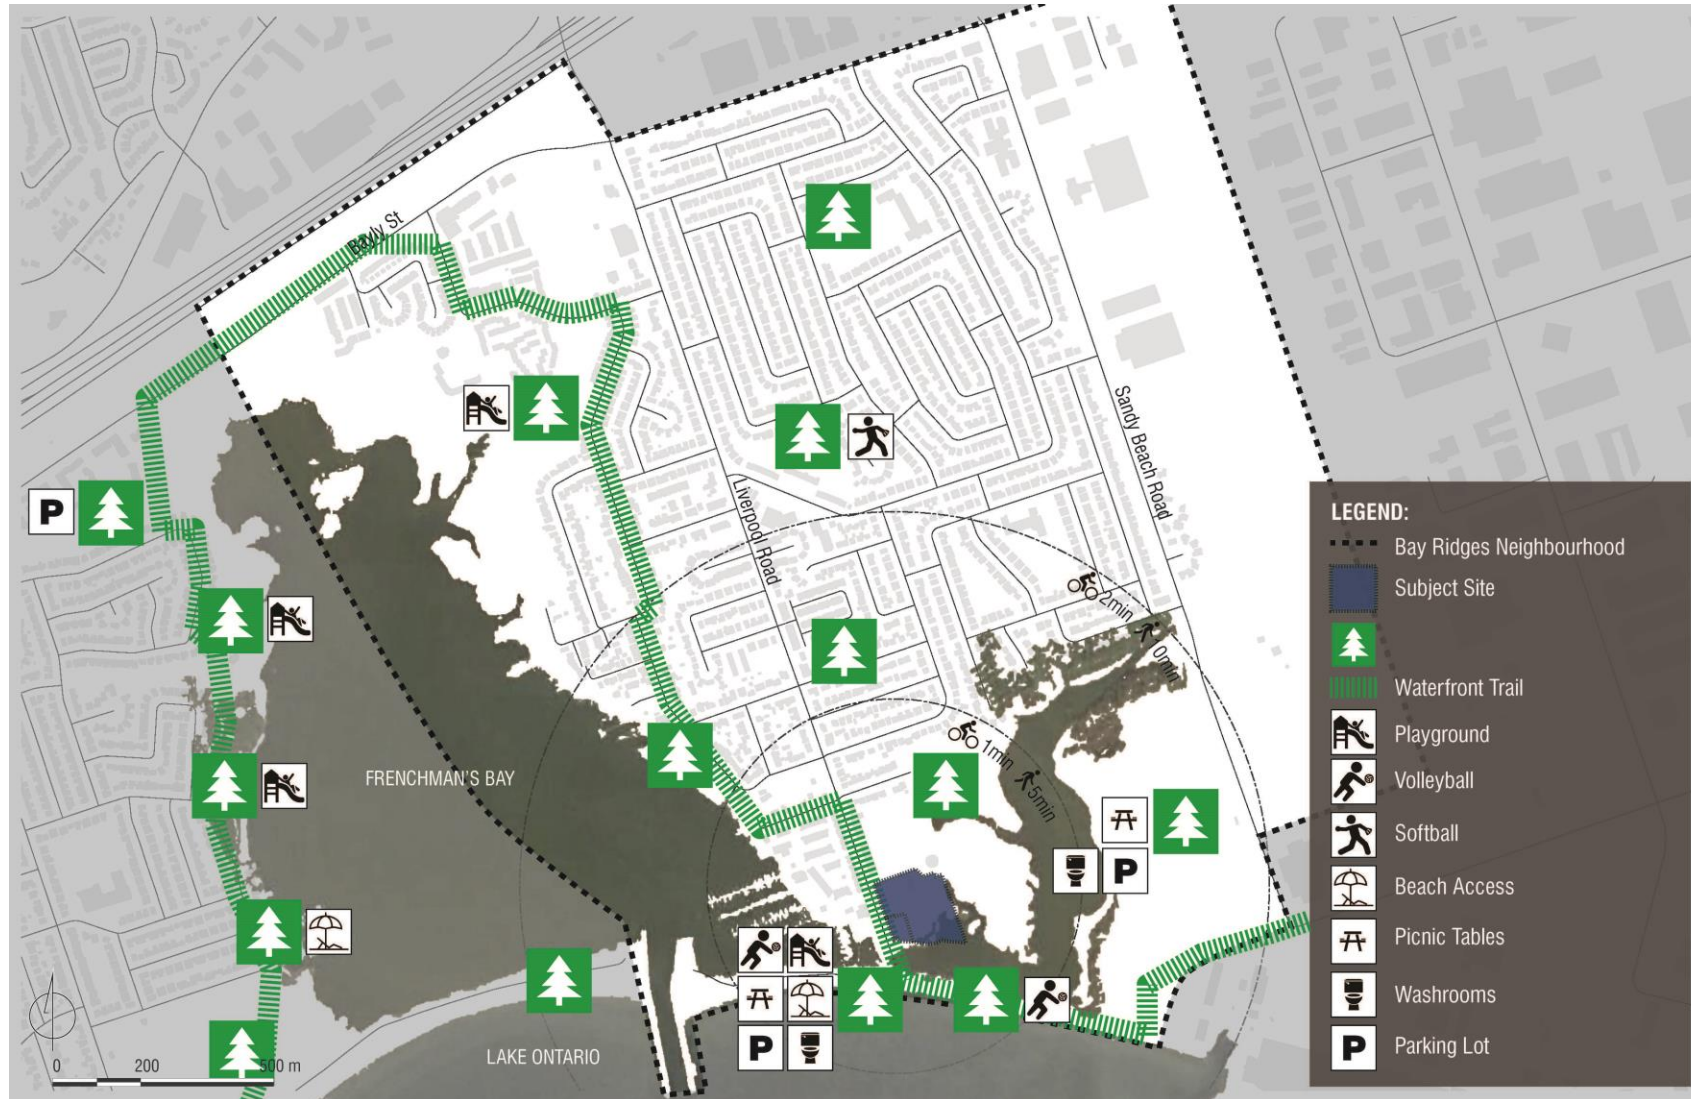 Bayly St
Sandy Beach Road
P
Liverpool Road
2min
10min
1min
5min
FRENCHMAN'S BAY
P
P
LAKE ONTARIO
0 200 500 m
LEGEND:
Bay Ridges Neighbourhood
Subject Site
Waterfront Trail
Playground
Volleyball
Softball
Beach Access
Picnic Tables
Washrooms
P Parking Lot